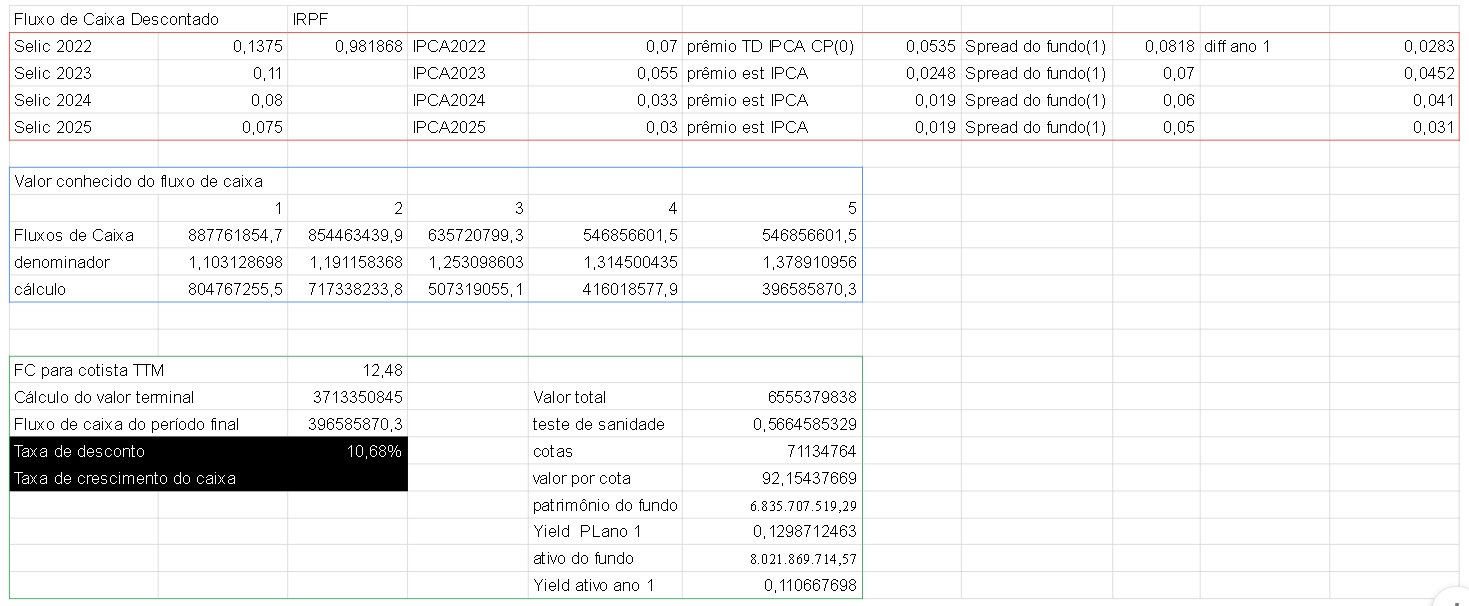 Fluxo de Caixa Descontado IRPF
Selic 2022 0,1375 0,981868 IPCA2022 0,07 prêmio TD IPCA CP(0) 0,0535 Spread do fundo(1) 0,0818 diff ano 1 0,0283
Selic 2023 0,11 IPCA2023 0,055 prêmio est IPCA 0,0248 Spread do fundo(1) 0,07 0,0452
Selic 2024 0,08 IPCA2024 0,033 prêmio est IPCA 0,019 Spread do fundo(1) 0,06 0,041
Selic 2025 0,075 IPCA2025 0,03 prêmio est IPCA 0,019 Spread do fundo(1) 0,05 0,031
Valor conhecido do fluxo de caixa
1 2 3 4 5
Fluxos de Caixa 887761854,7 854463439,9 635720799,3 546856601,5 546856601,5
denominador 1,103128698 1,191158368 1,253098603 1,314500435 1,378910956
cálculo 804767255,5 717338233,8 507319055,1 416018577,9 396585870,3
FC para cotista TTM 12,48
Cálculo do valor terminal 3713350845 Valor total 6555379838
Fluxo de caixa do período final 396585870,3 teste de sanidade 0,5664585329
Taxa de desconto 10,68% cotas 71134764
Taxa de crescimento do caixa valor por cota 92,15437669
patrimônio do fundo 6.835.707.519,29
Yield PLano 1 0,1298712463
ativo do fundo 8.021.869.714,57
Yield ativo ano 1 0,110667698